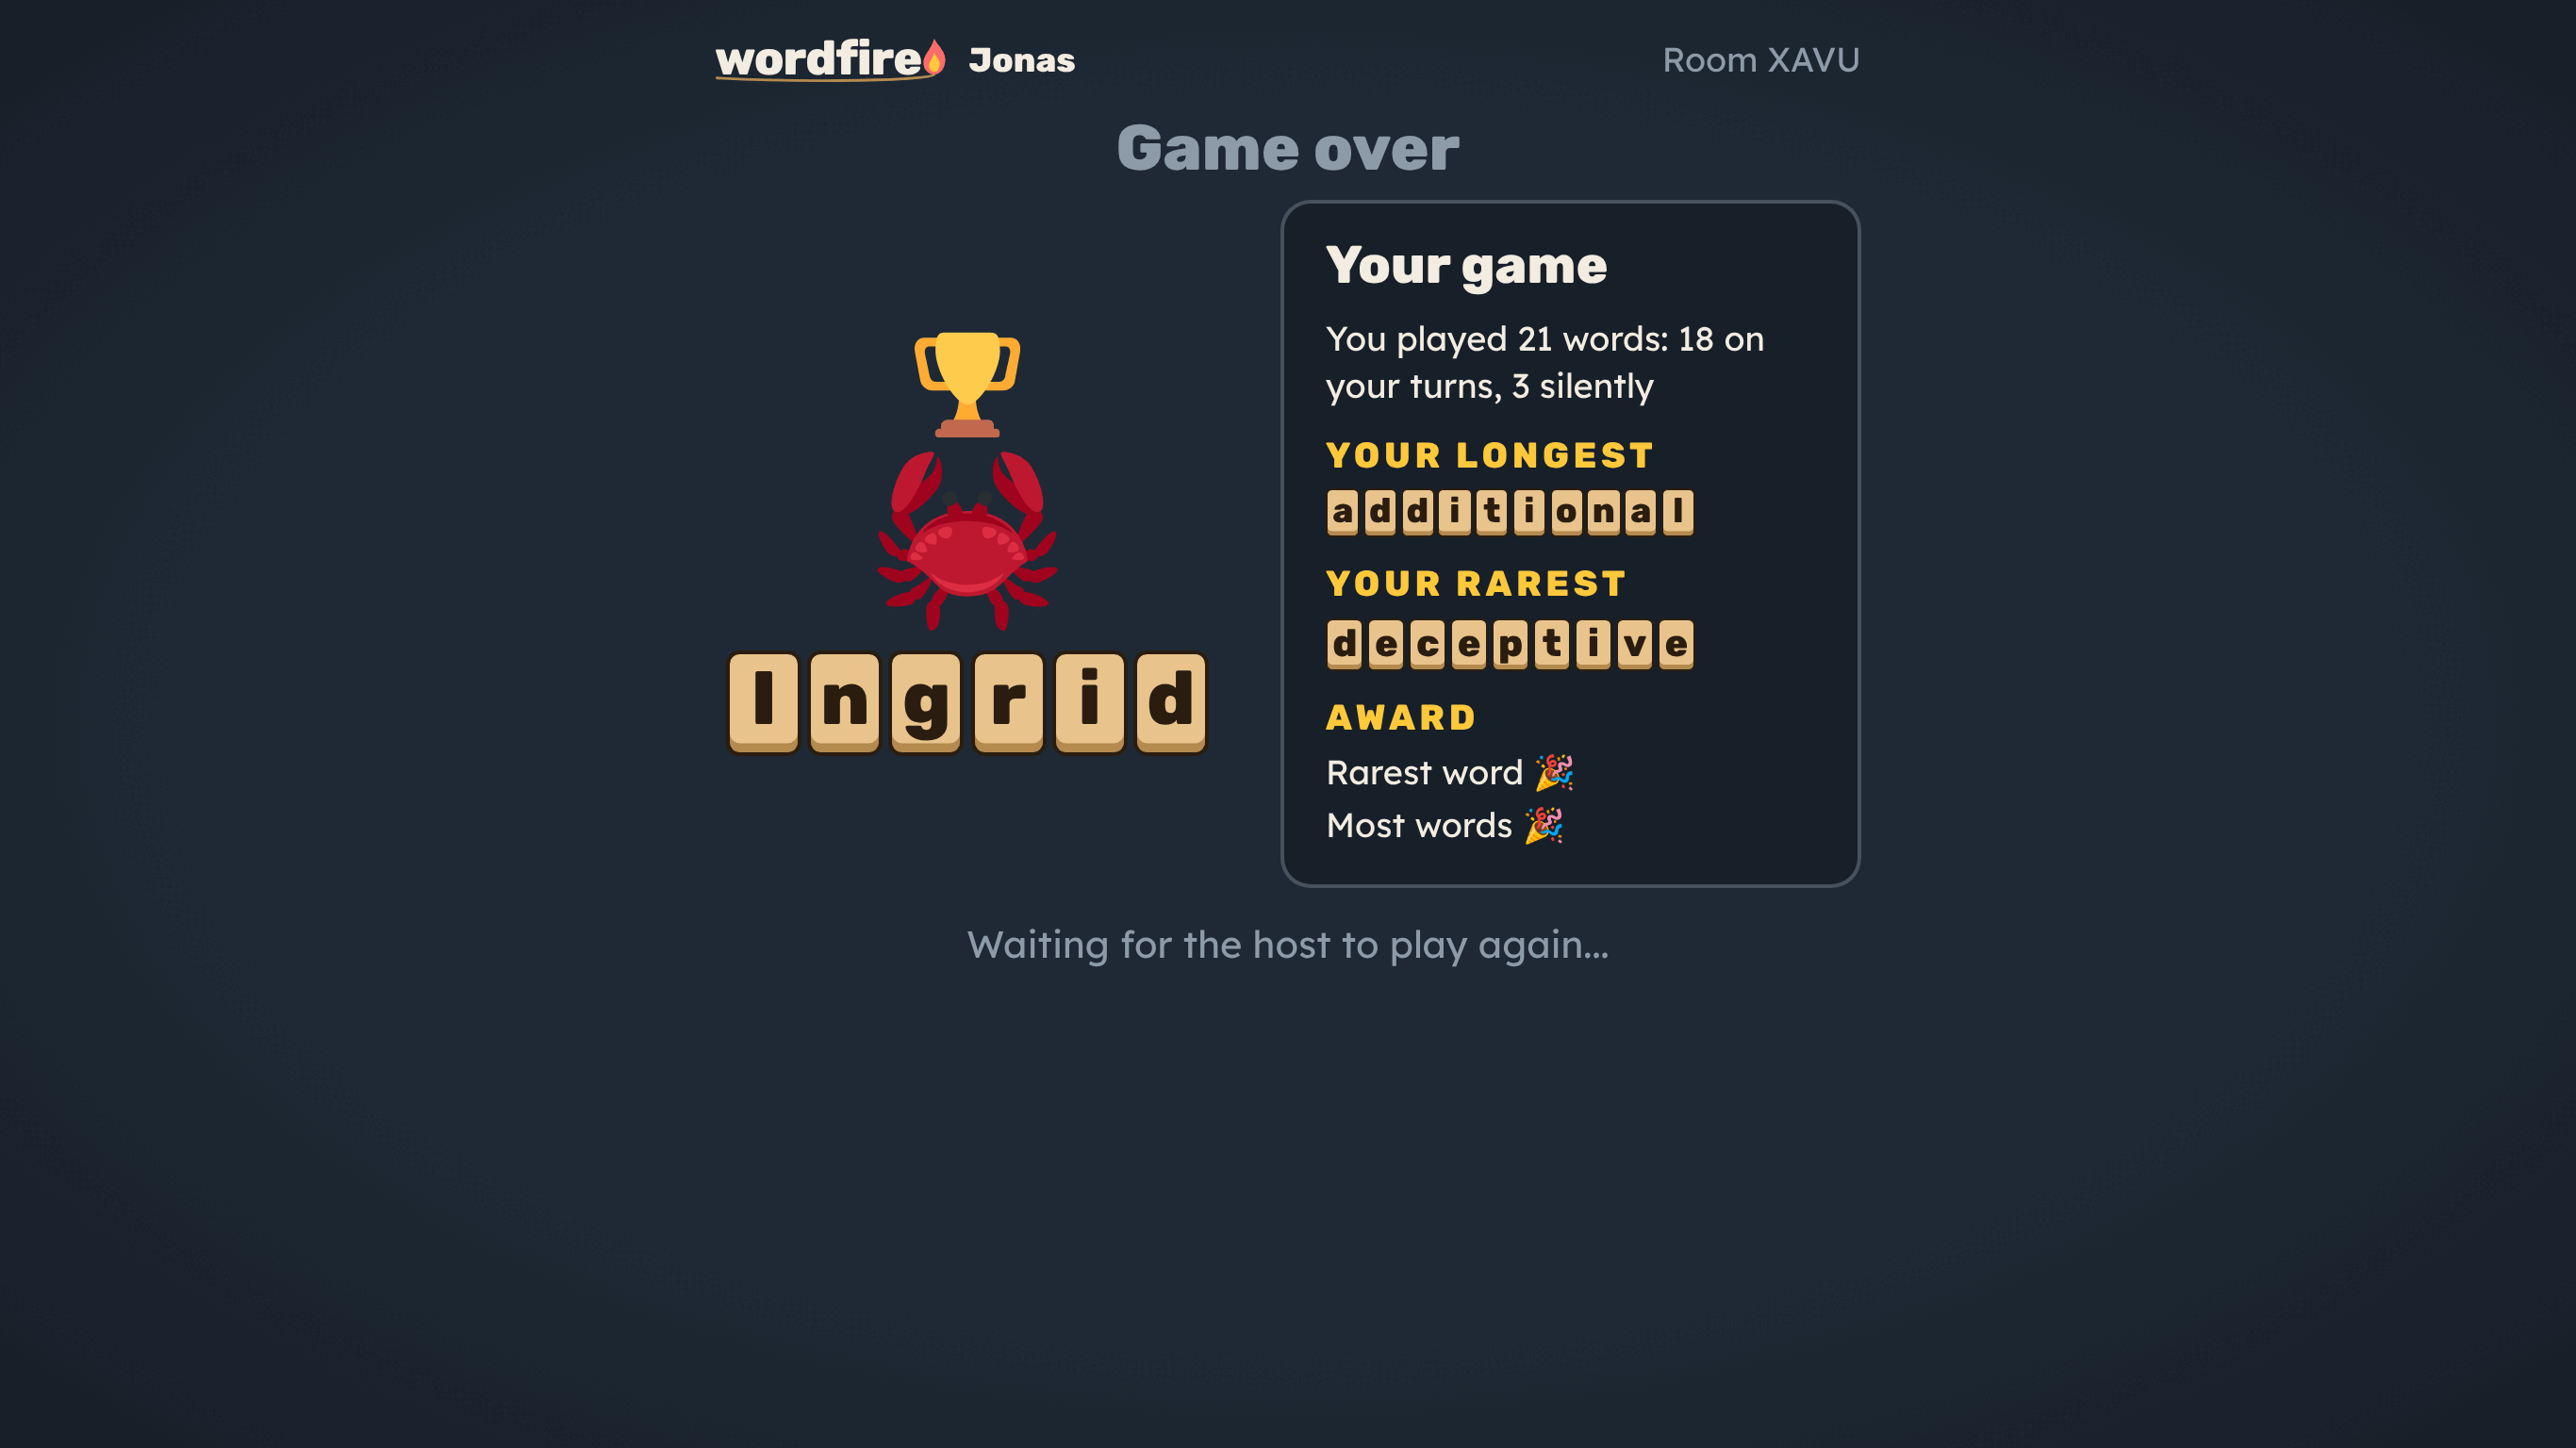 wordfire Jonas
Room XAVU
Game over
Ingrid
Your game
You played 21 words: 18 on
your turns, 3 silently
YOUR LONGEST
additional
YOUR RAREST
deceptive
AWARD
Rarest word 🎉
Most words 🎉
Waiting for the host to play again...